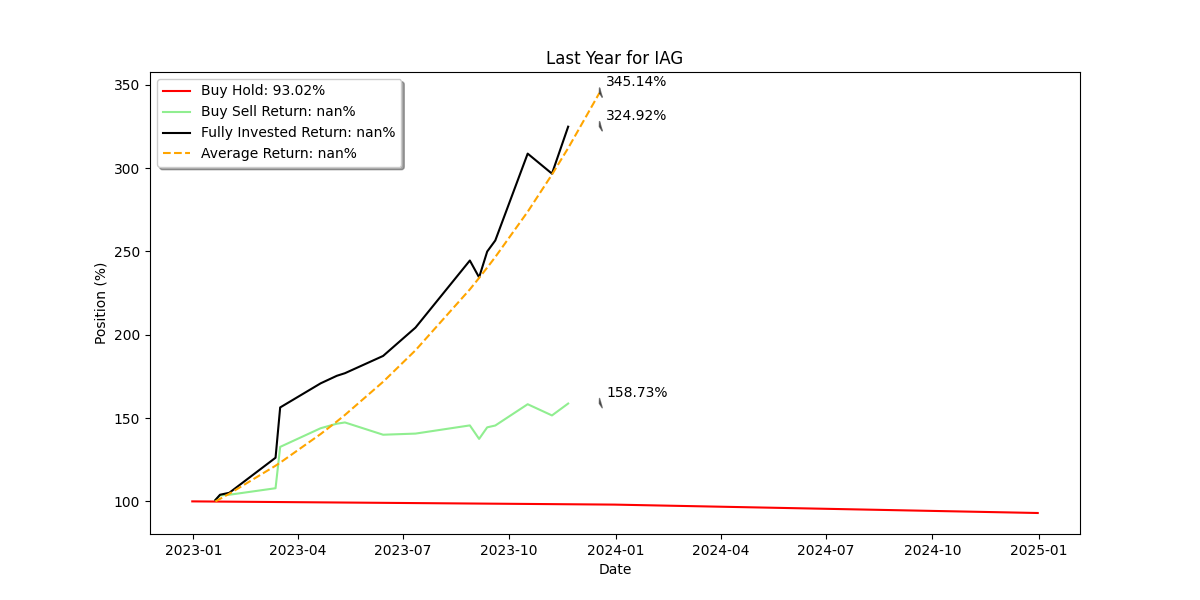 Last Year for IAG
Buy Hold: 93.02%
Buy Sell Return: nan%
Fully Invested Return: nan%
Average Return: nan%
345.14%
324.92%
158.73%
Position (%)
350
300
250
200
150
100
2023-01
2023-04
2023-07
2023-10
2024-01
2024-04
2024-07
2024-10
2025-01
Date